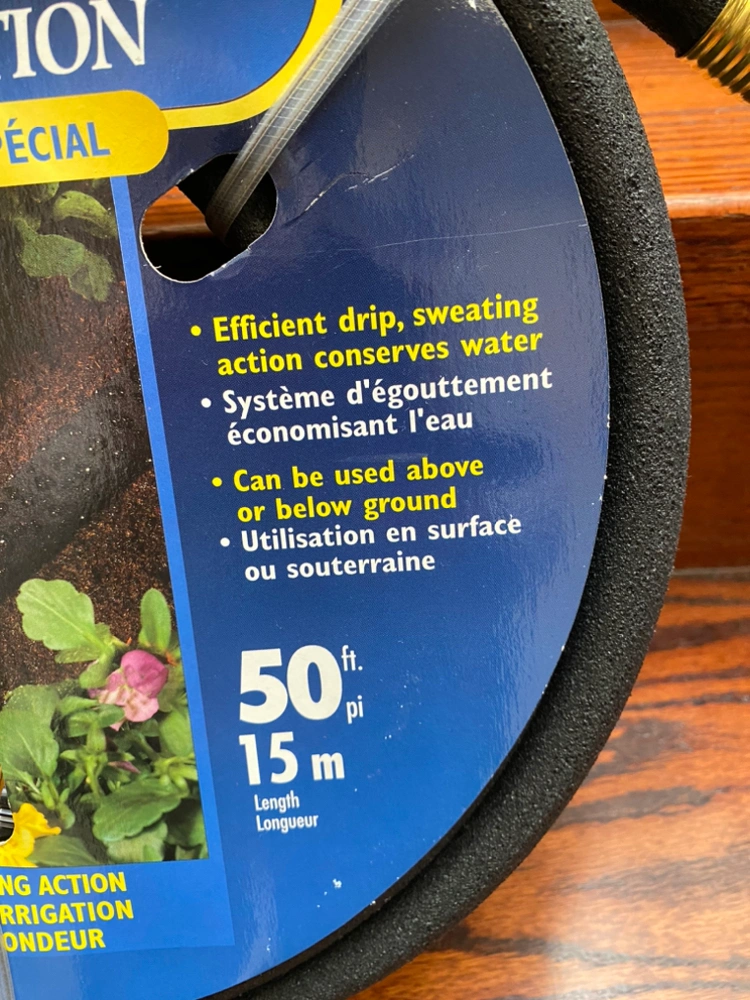 TION
PÉCIAL
• Efficient drip, sweating
action conserves water
• Système d'égouttement
économisant l'eau
• Can be used above
or below ground
• Utilisation en surface
ou souterraine
50 ft.
pi
15 m
Length
Longueur
NG ACTION
RRIGATION
ONDEUR